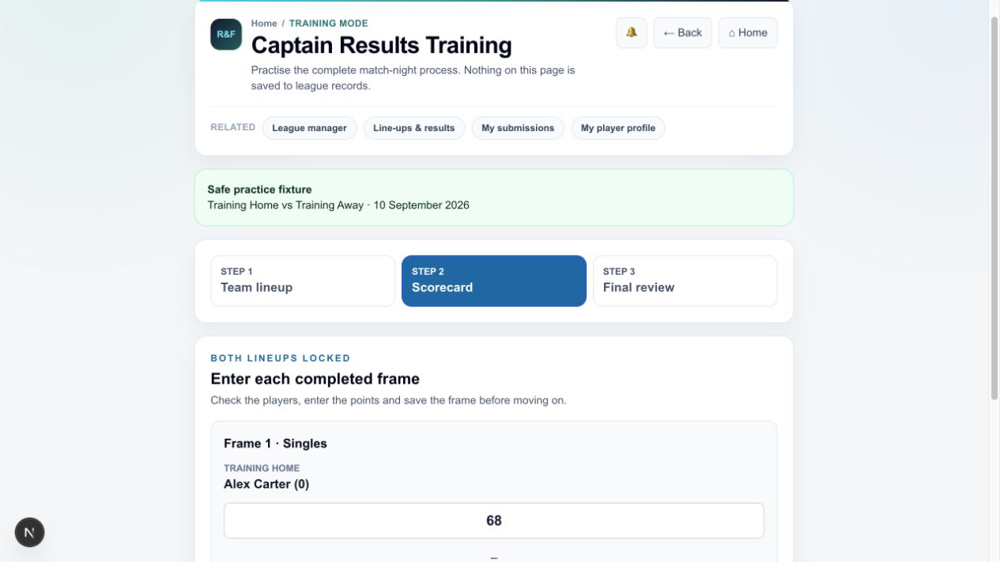 R&F
Home / TRAINING MODE
Captain Results Training
Practise the complete match-night process. Nothing on this page is
saved to league records.
🔔
← Back
⌂ Home
RELATED
League manager
Line-ups & results
My submissions
My player profile
Safe practice fixture
Training Home vs Training Away · 10 September 2026
STEP 1
Team lineup
STEP 2
Scorecard
STEP 3
Final review
BOTH LINEUPS LOCKED
Enter each completed frame
Check the players, enter the points and save the frame before moving on.
Frame 1 · Singles
TRAINING HOME
Alex Carter (0)
68
–
N